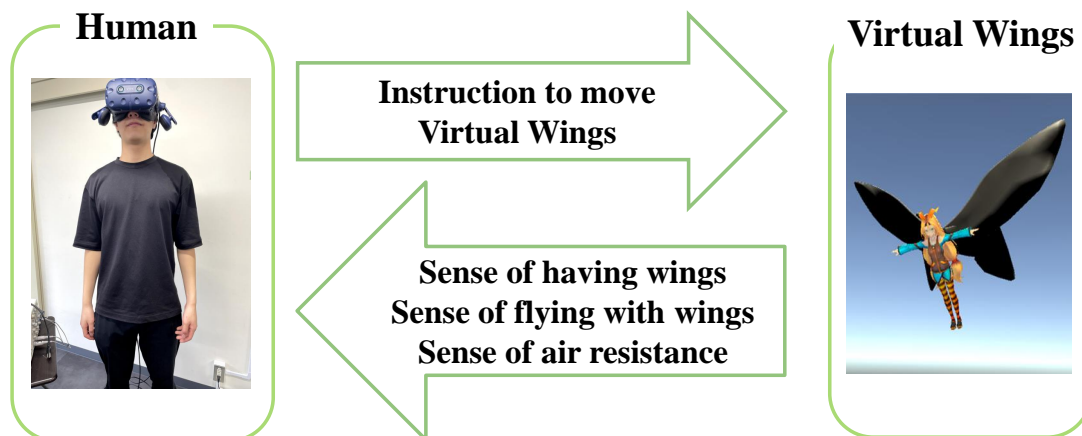 Human
Virtual Wings
Instruction to move
Virtual Wings
Sense of having wings
Sense of flying with wings
Sense of air resistance